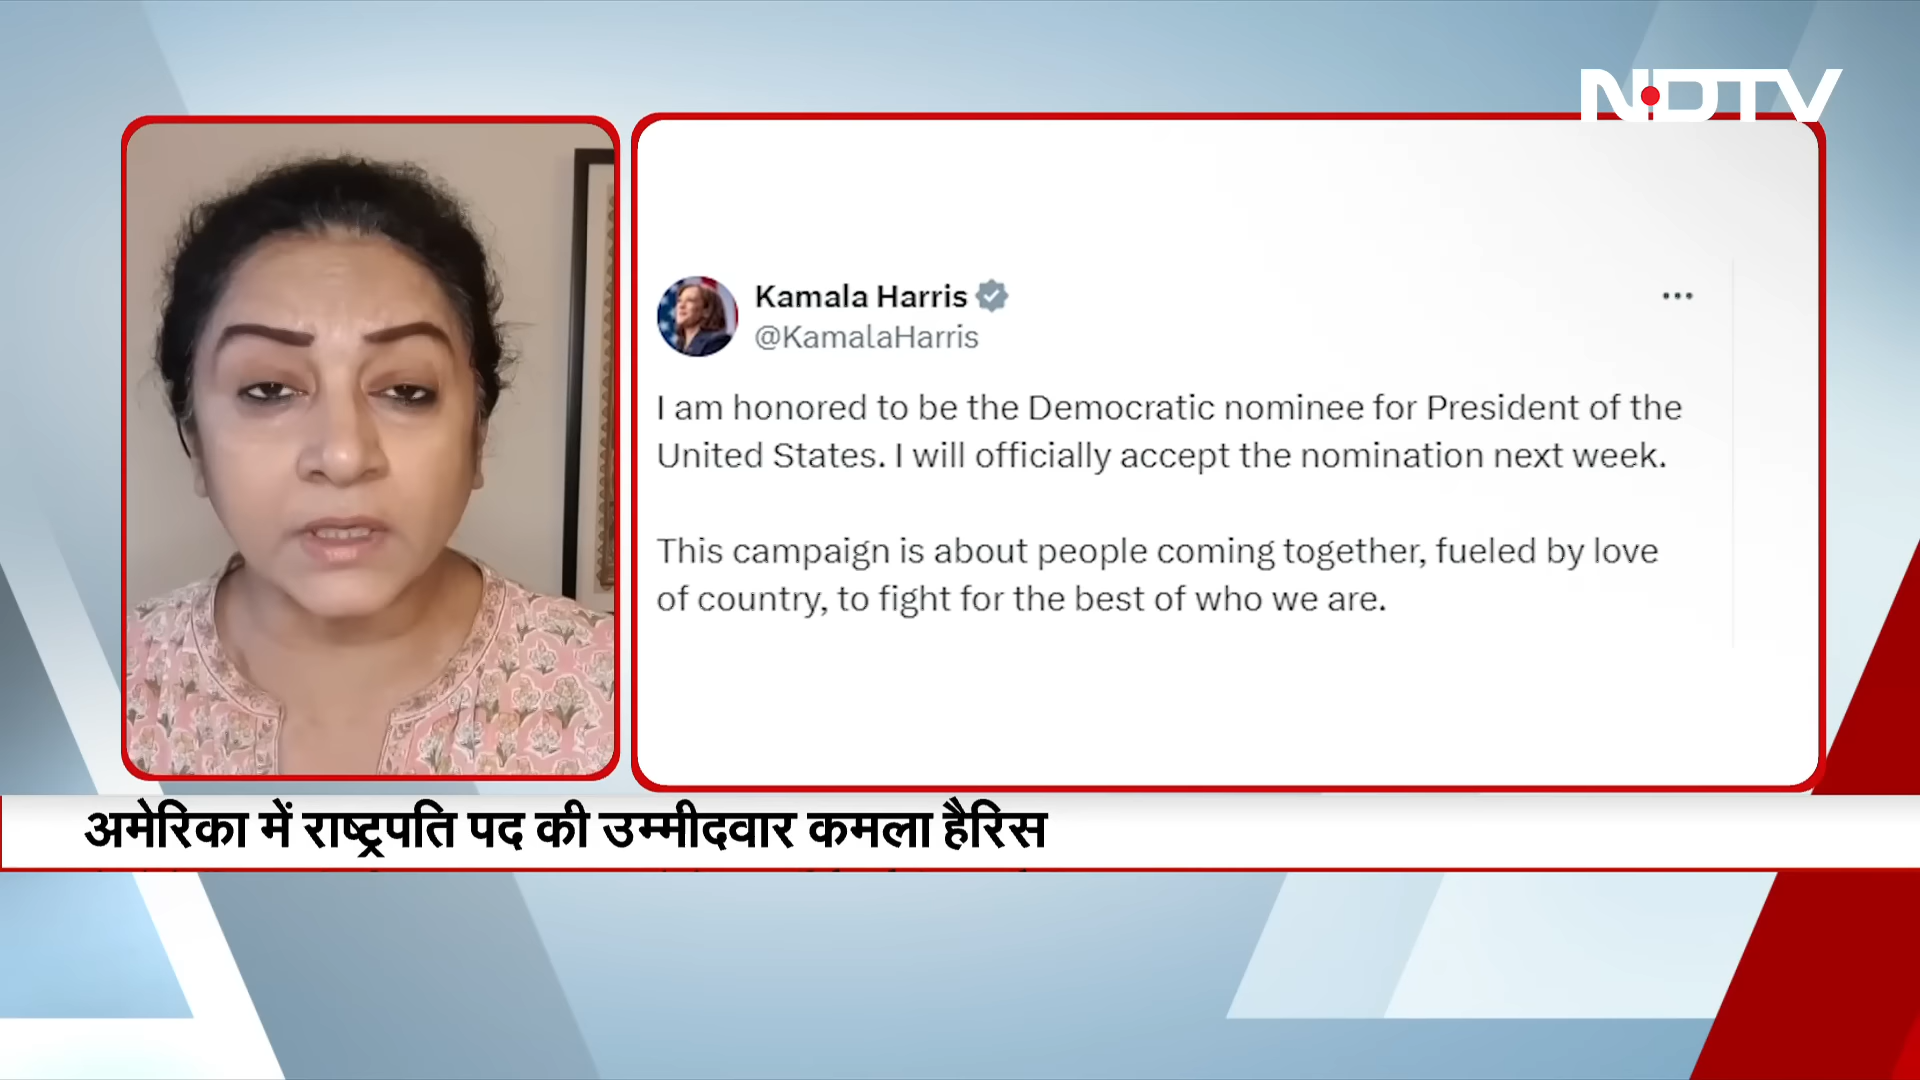 NDTV
Kamala Harris
@KamalaHarris
I am honored to be the Democratic nominee for President of the
United States. I will officially accept the nomination next week.
This campaign is about people coming together, fueled by love
of country, to fight for the best of who we are.
अमेरिका में राष्ट्रपति पद की उम्मीदवार कमला हैरिस